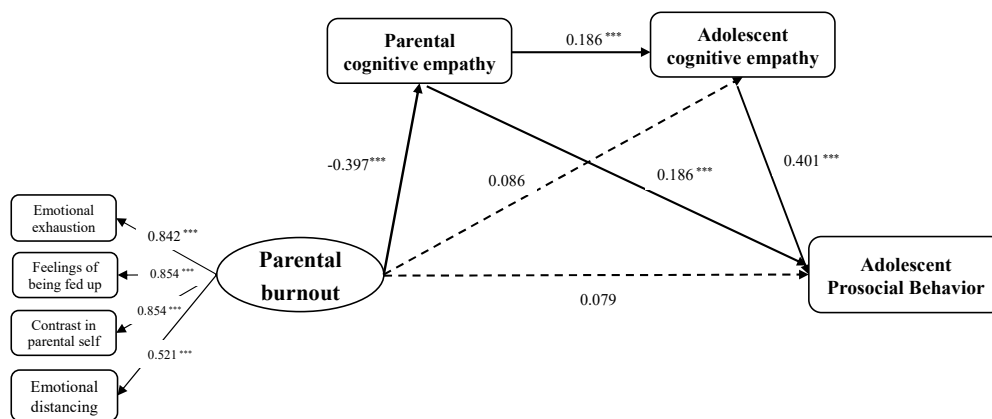 Parental
cognitive empathy
0.186 ***
Adolescent
cognitive empathy
-0.397***
0.086
0.186 ***
0.401 ***
Emotional
exhaustion
0.842 ***
Feelings of
being fed up
0.854 ***
Contrast in
parental self
0.854 ***
Emotional
distancing
0.521 ***
Parental
burnout
0.079
Adolescent
Prosocial Behavior